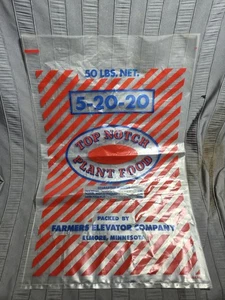 50 LBS. NET.
5-20-20
TOP NOTCH
PLANT FOOD
PACKED BY
FARMERS ELEVATOR COMPANY
ELMORE, MINNESOTA